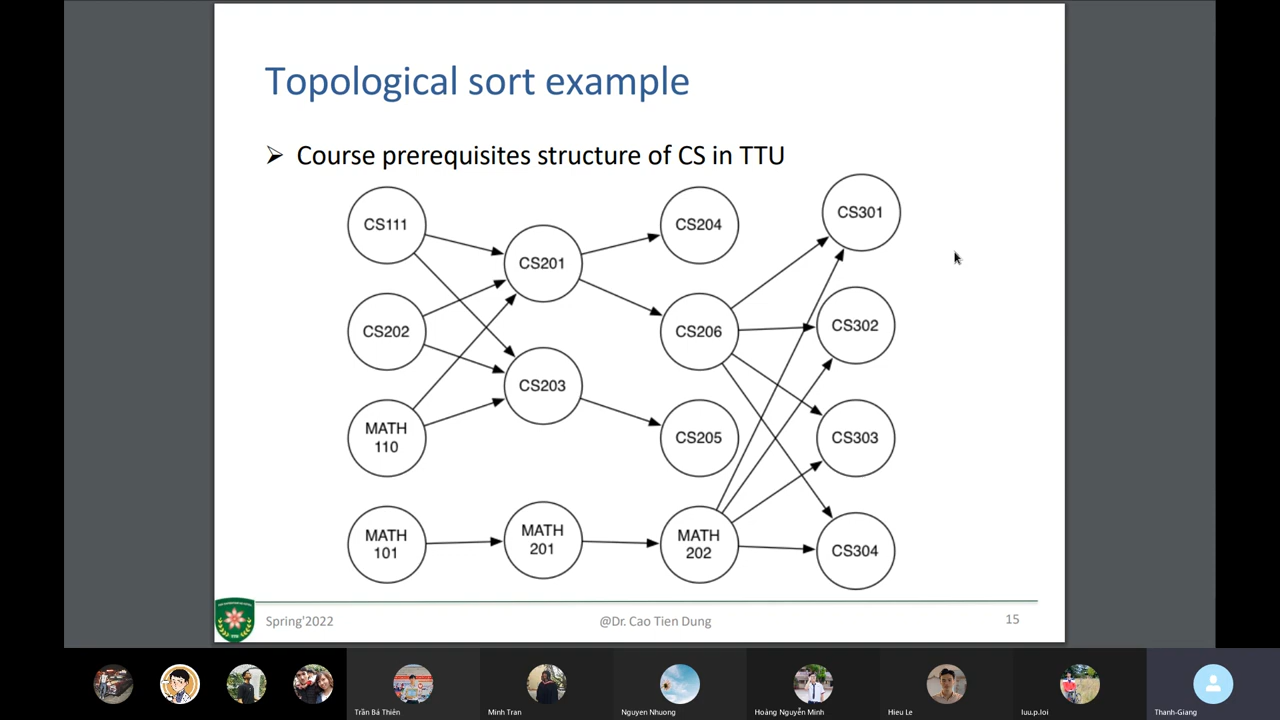 Topological sort example
➢ Course prerequisites structure of CS in TTU
CS111
CS201
CS204
CS301
CS202
CS206
CS302
CS203
MATH
110
CS205
CS303
MATH
101
MATH
201
MATH
202
CS304
Spring'2022
@Dr. Cao Tien Dung
15
Trần Bá Thiên
Minh Tran
Nguyen Nhuong
Hoàng Nguyễn Minh
Hieu Le
luu.p.loi
Thanh-Giang